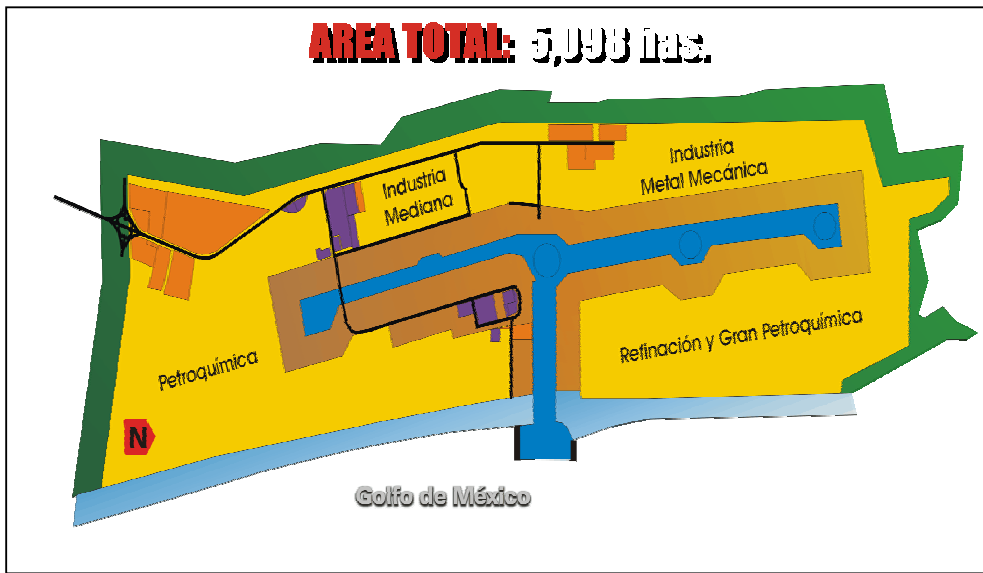 AREA TOTAL: 5,098 has.
Industria
Metal Mecánica
Industria
Mediana
Refinación y Gran Petroquímica
Petroquímica
N
Golfo de México